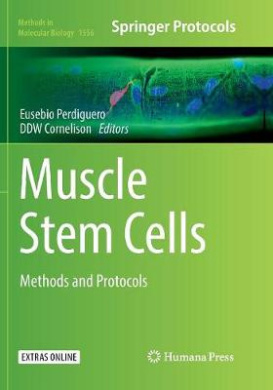 Methods in
Molecular Biology 1556
Springer Protocols
Eusebio Perdiguero
DDW Cornelison Editors
Muscle
Stem Cells
Methods and Protocols
EXTRAS ONLINE
Humana Press